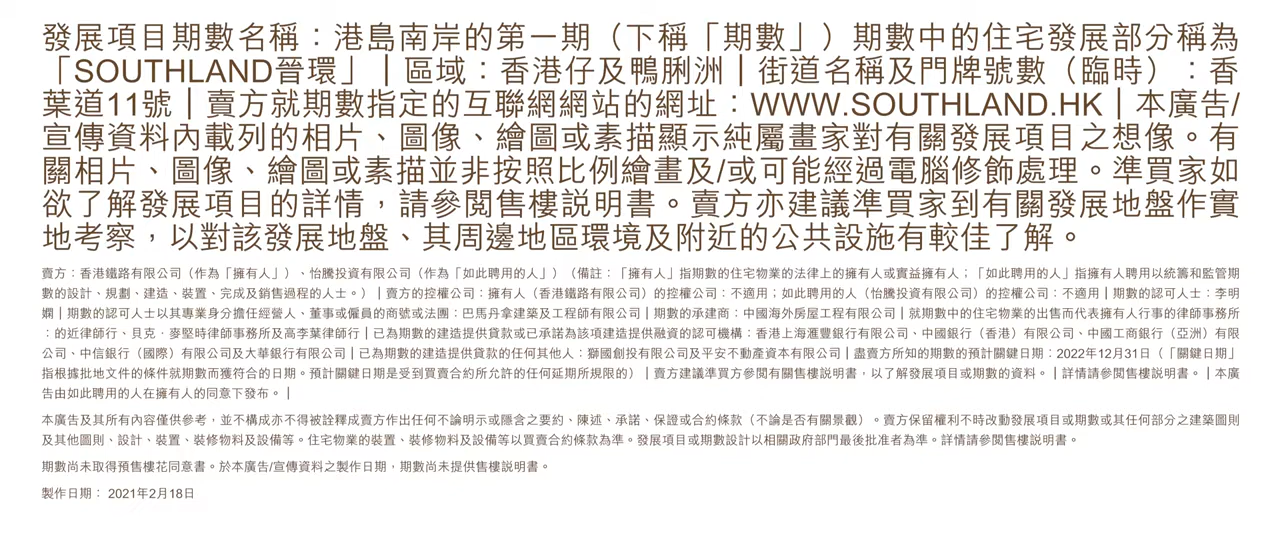 發展項目期數名稱：港島南岸的第一期（下稱「期數」）期數中的住宅發展部分稱為
「SOUTHLAND晉環」｜區域：香港仔及鴨脷洲｜街道名稱及門牌號數（臨時）：香
葉道11號｜賣方就期數指定的互聯網網站的網址：WWW.SOUTHLAND.HK｜本廣告/
宣傳資料內載列的相片、圖像、繪圖或素描顯示純屬畫家對有關發展項目之想像。有
關相片、圖像、繪圖或素描並非按照比例繪畫及/或可能經過電腦修飾處理。準買家如
欲了解發展項目的詳情，請參閱售樓説明書。賣方亦建議準買家到有關發展地盤作實
地考察，以對該發展地盤、其周邊地區環境及附近的公共設施有較佳了解。
賣方：香港鐵路有限公司（作為「擁有人」）、怡騰投資有限公司（作為「如此聘用的人」）（備註：「擁有人」指期數的住宅物業的法律上的擁有人或實益擁有人；「如此聘用的人」指擁有人聘用以統籌和監管期
數的設計、規劃、建造、裝置、完成及銷售過程的人士。）｜賣方的控權公司：擁有人（香港鐵路有限公司）的控權公司：不適用；如此聘用的人（怡騰投資有限公司）的控權公司：不適用｜期數的認可人士：李明
嫻｜期數的認可人士以其專業身分擔任經營人、董事或僱員的商號或法團：巴馬丹拿建築及工程師有限公司｜期數的承建商：中國海外房屋工程有限公司｜就期數中的住宅物業的出售而代表擁有人行事的律師事務所
：的近律師行、貝克．麥堅時律師事務所及高李葉律師行｜已為期數的建造提供貸款或已承諾為該項建造提供融資的認可機構：香港上海滙豐銀行有限公司、中國銀行（香港）有限公司、中國工商銀行（亞洲）有限
公司、中信銀行（國際）有限公司及大華銀行有限公司｜已為期數的建造提供貸款的任何其他人：獅國創投有限公司及平安不動產資本有限公司｜盡賣方所知的期數的預計關鍵日期：2022年12月31日（「關鍵日期」
指根據批地文件的條件就期數而獲符合的日期。預計關鍵日期是受到買賣合約所允許的任何延期所規限的）｜賣方建議準買方參閱有關售樓説明書，以了解發展項目或期數的資料。｜詳情請參閱售樓説明書。｜本廣
告由如此聘用的人在擁有人的同意下發布。｜
本廣告及其所有內容僅供參考，並不構成亦不得被詮釋成賣方作出任何不論明示或隱含之要約、陳述、承諾、保證或合約條款（不論是否有關景觀）。賣方保留權利不時改動發展項目或期數或其任何部分之建築圖則
及其他圖則、設計、裝置、裝修物料及設備等。住宅物業的裝置、裝修物料及設備等以買賣合約條款為準。發展項目或期數設計以相關政府部門最後批准者為準。詳情請參閱售樓説明書。
期數尚未取得預售樓花同意書。於本廣告/宣傳資料之製作日期，期數尚未提供售樓説明書。
製作日期： 2021年2月18日